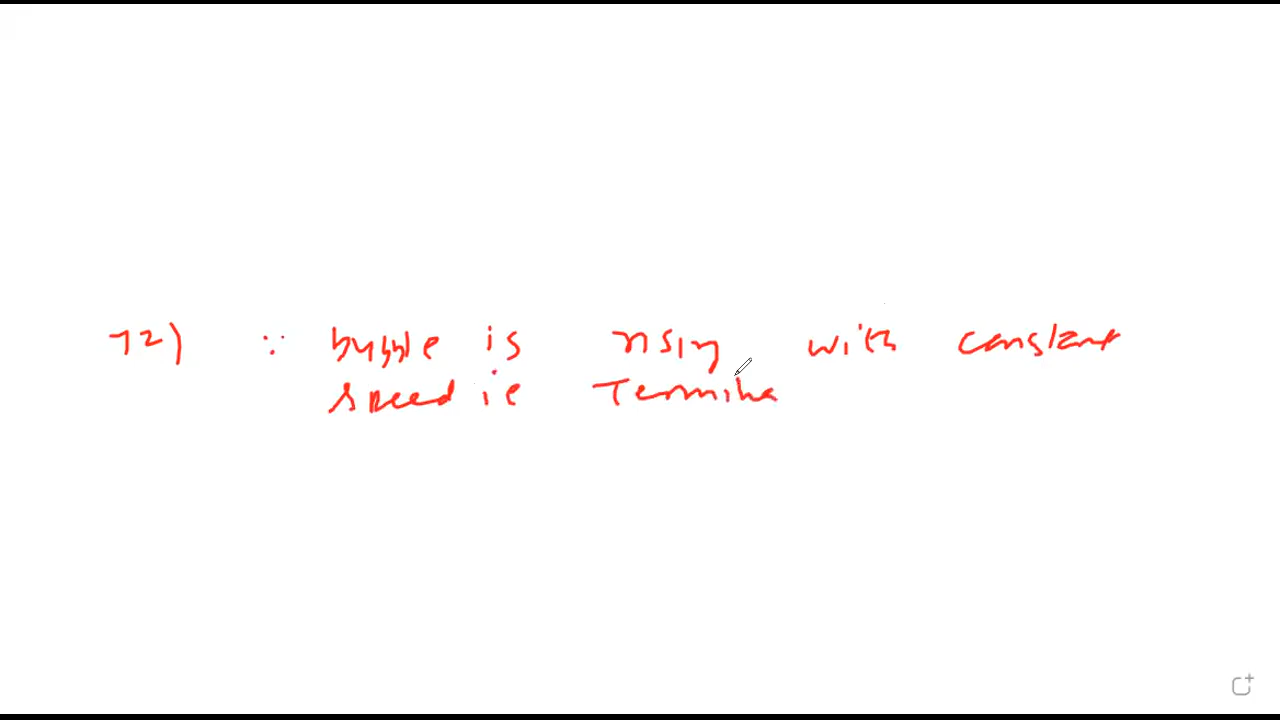 72) ∵ bubble is rising with constant
speed ie Termina